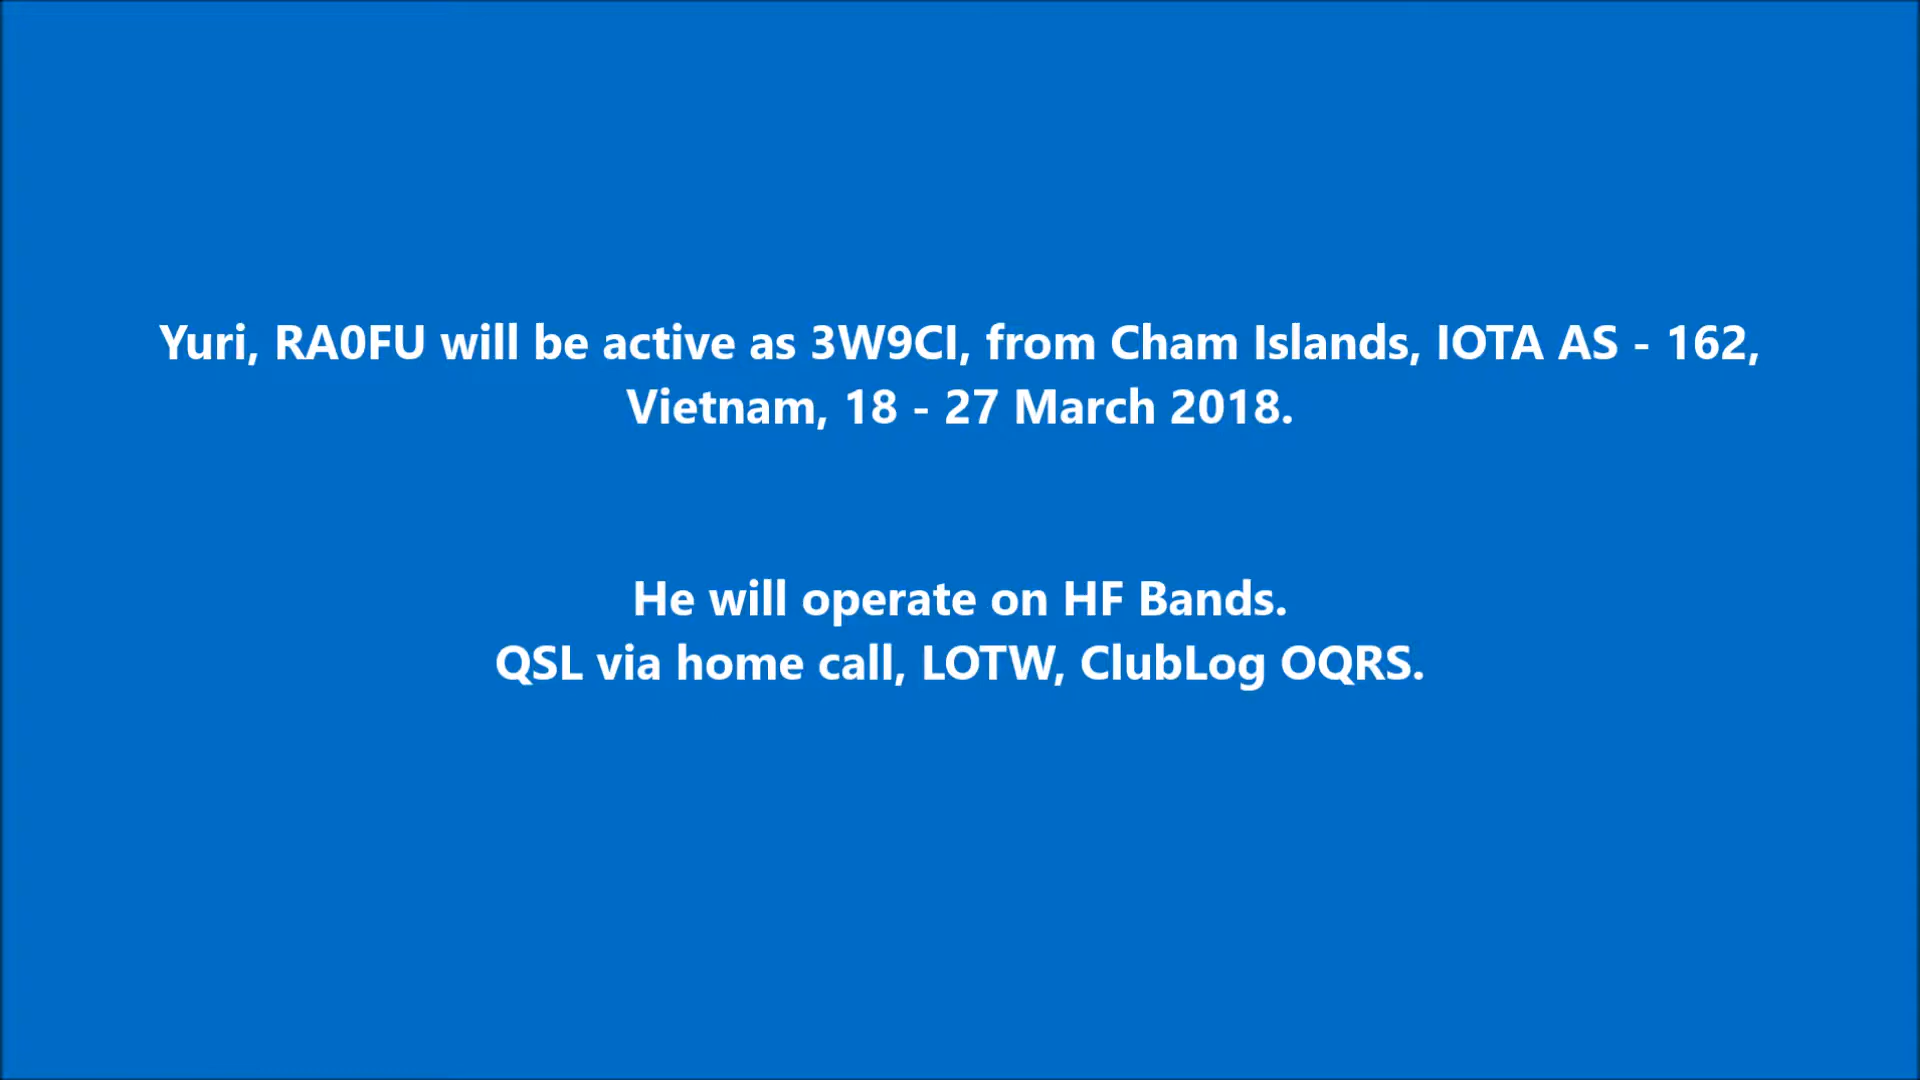 Yuri, RA0FU will be active as 3W9CI, from Cham Islands, IOTA AS - 162,
Vietnam, 18 - 27 March 2018.
He will operate on HF Bands.
QSL via home call, LOTW, ClubLog OQRS.